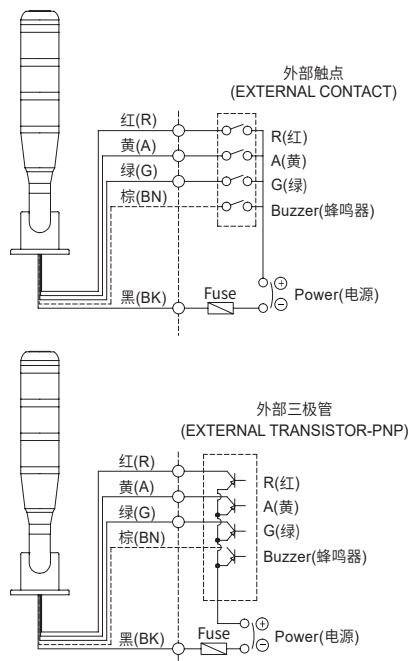 外部触点
(EXTERNAL CONTACT)
红(R)
R(红)
黄(A)
A(黄)
绿(G)
G(绿)
棕(BN)
Buzzer(蜂鸣器)
黑(BK)
Fuse
+
Power(电源)
−
外部三极管
(EXTERNAL TRANSISTOR-PNP)
红(R)
R(红)
黄(A)
A(黄)
绿(G)
G(绿)
棕(BN)
Buzzer(蜂鸣器)
黑(BK)
Fuse
+
Power(电源)
−